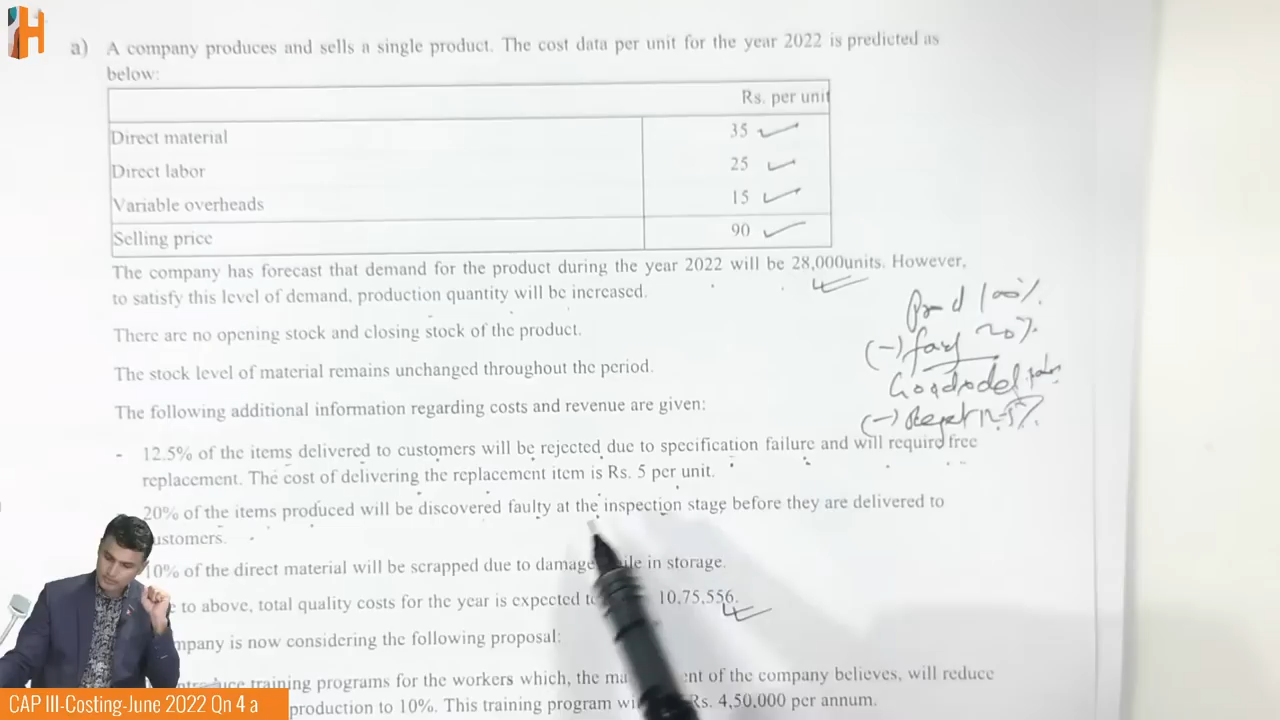 H
a) A company produces and sells a single product. The cost data per unit for the year 2022 is predicted as
below:
Rs. per unit
Direct material 35
Direct labor 25
Variable overheads 15
Selling price 90
The company has forecast that demand for the product during the year 2022 will be 28,000units. However,
to satisfy this level of demand, production quantity will be increased.
There are no opening stock and closing stock of the product.
The stock level of material remains unchanged throughout the period.
The following additional information regarding costs and revenue are given:
- 12.5% of the items delivered to customers will be rejected due to specification failure and will require free
replacement. The cost of delivering the replacement item is Rs. 5 per unit.
20% of the items produced will be discovered faulty at the inspection stage before they are delivered to
ustomers.
10% of the direct material will be scrapped due to damage ile in storage.
to above, total quality costs for the year is expected 10,75,556.
mpany is now considering the following proposal:
training programs for the workers which, the ma nt of the company believes, will reduce
production to 10%. This training program wi Rs. 4,50,000 per annum.
100%
(-) 20%
(-)
CAP III-Costing-June 2022 Qn 4 a